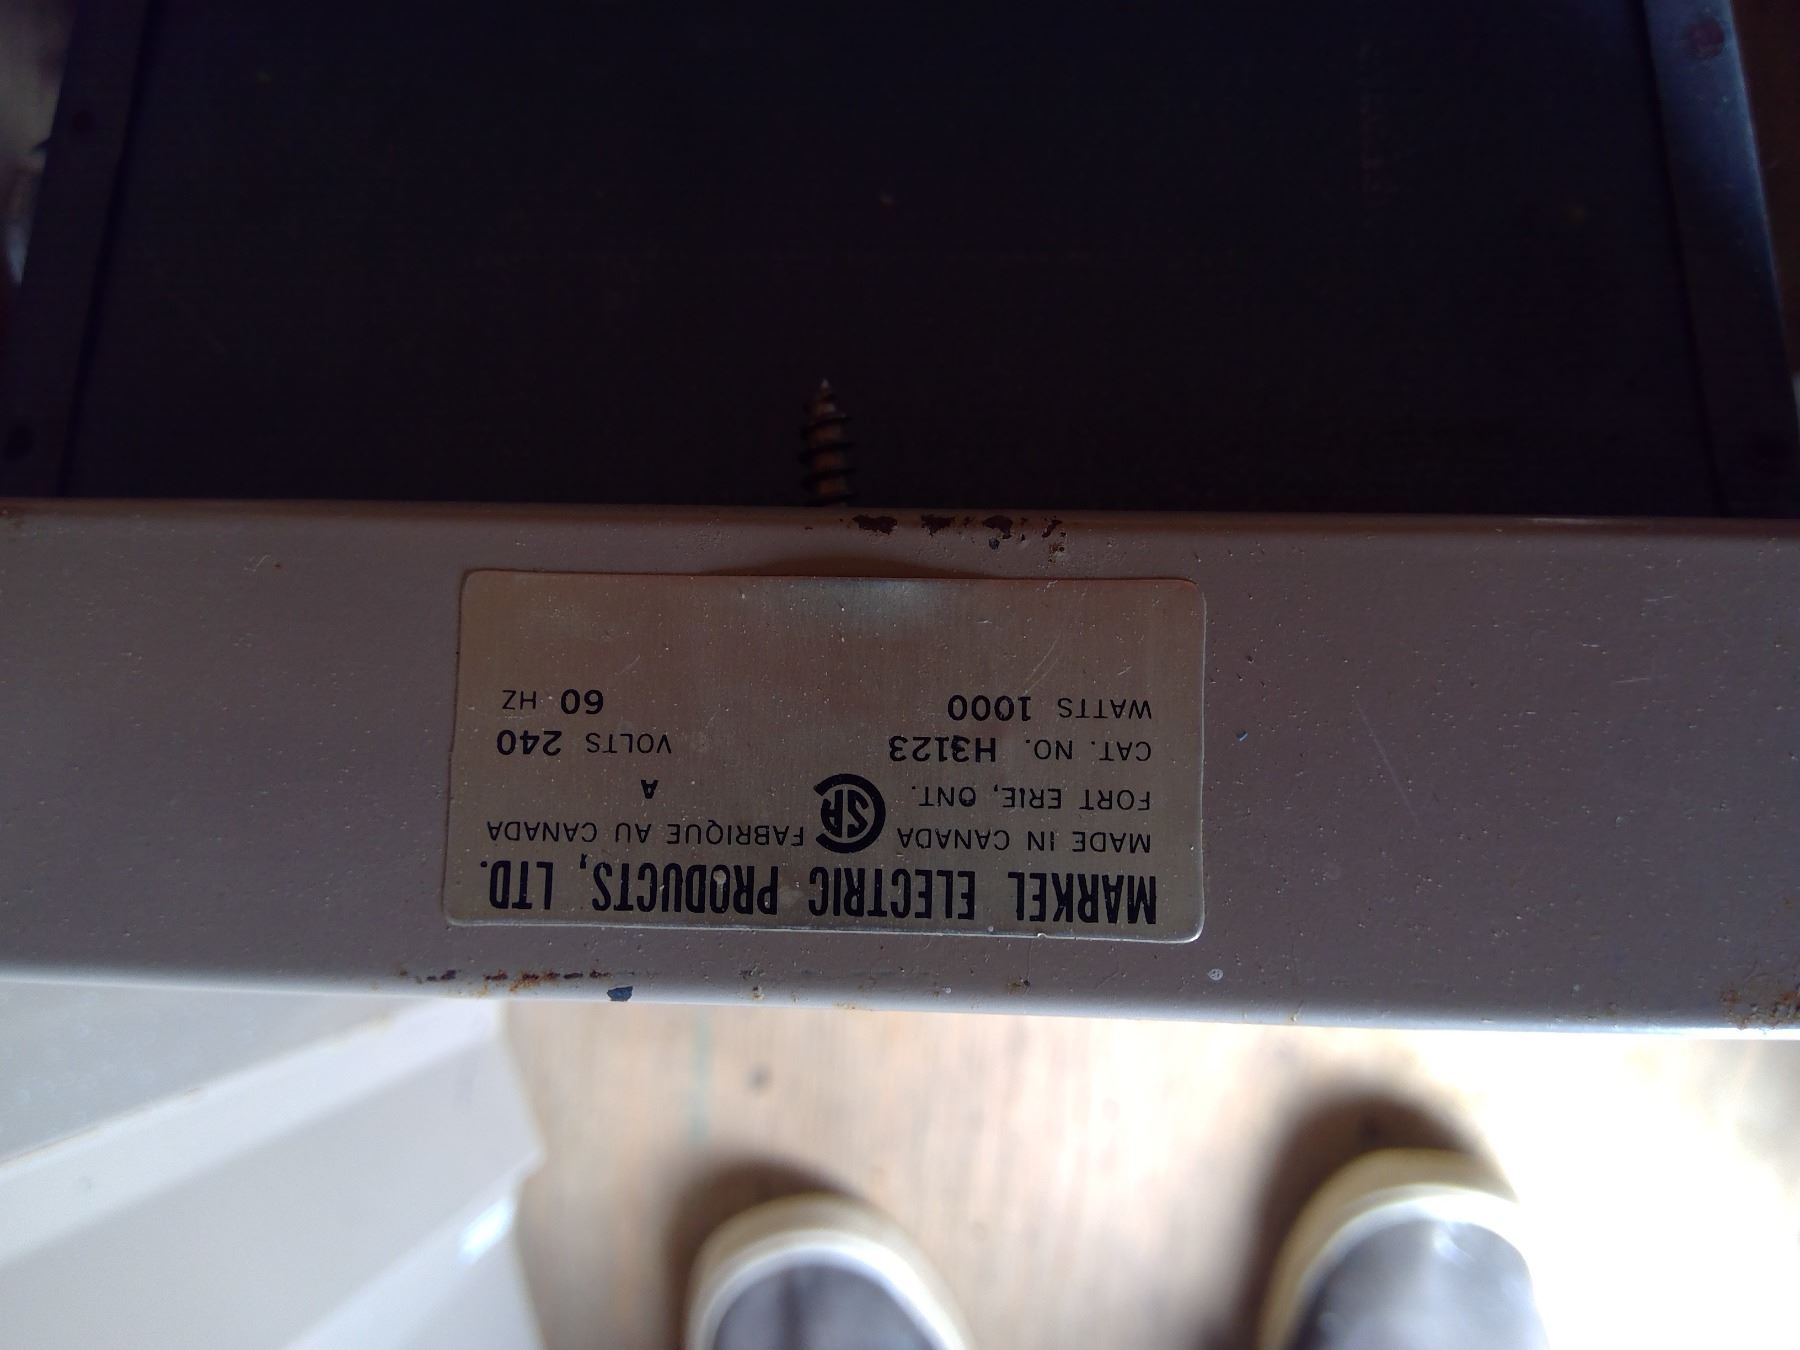 MARKEL ELECTRIC PRODUCTS, LTD.
MADE IN CANADA SA FABRIQUE AU CANADA
FORT ERIE, ONT. A
CAT. NO. H3123 VOLTS 240
WATTS 1000 60 HZ